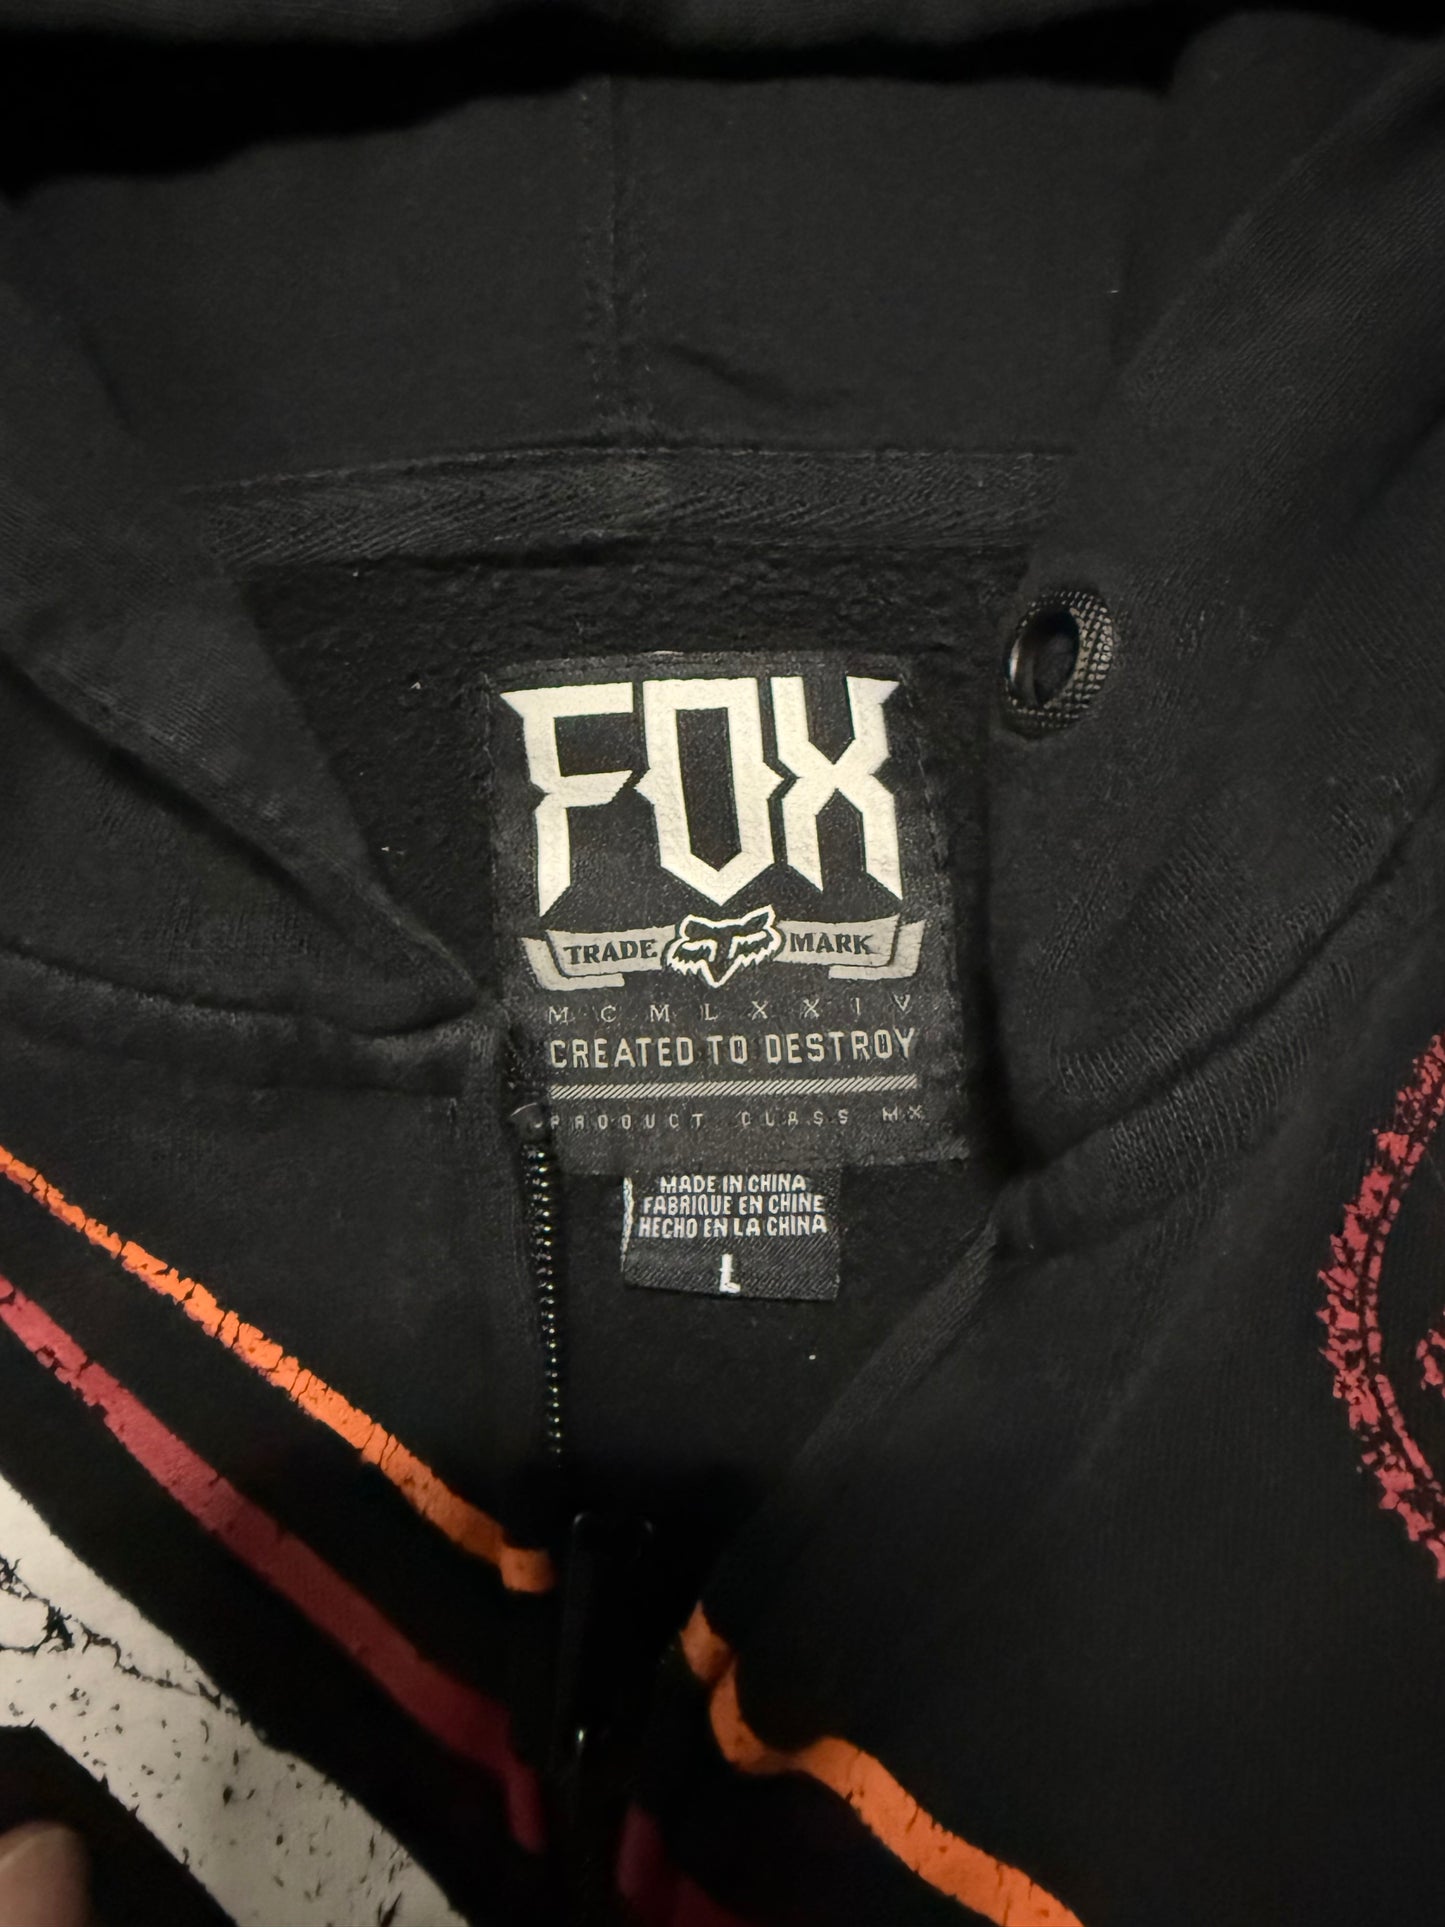 FOX
TRADE MARK
MCMLXXIV
CREATED TO DESTROY
PRODUCT CLASS MX
MADE IN CHINA
FABRIQUE EN CHINE
HECHO EN LA CHINA
L